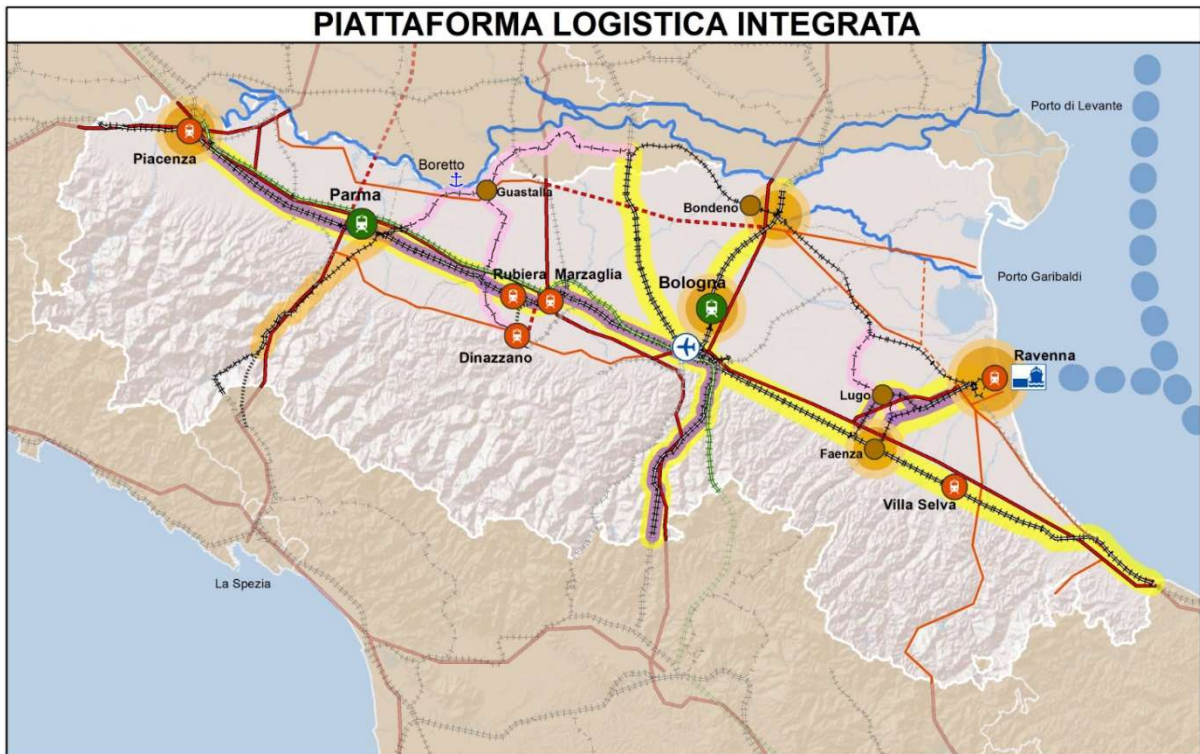 PIATTAFORMA LOGISTICA INTEGRATA
Porto di Levante
Piacenza
Boretto
Parma
Guastalla
Bondeno
Rubiera
Marzaglia
Bologna
Porto Garibaldi
Dinazzano
Ravenna
Lugo
Faenza
Villa Selva
La Spezia